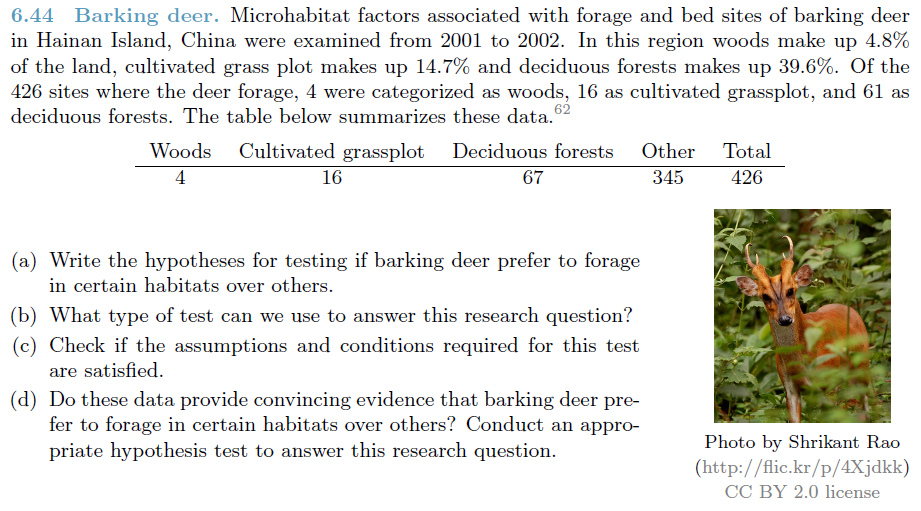 6.44 Barking deer. Microhabitat factors associated with forage and bed sites of barking deer
in Hainan Island, China were examined from 2001 to 2002. In this region woods make up 4.8%
of the land, cultivated grass plot makes up 14.7% and deciduous forests makes up 39.6%. Of the
426 sites where the deer forage, 4 were categorized as woods, 16 as cultivated grassplot, and 61 as
deciduous forests. The table below summarizes these data.62
Woods Cultivated grassplot Deciduous forests Other Total
4 16 67 345 426
(a) Write the hypotheses for testing if barking deer prefer to forage
in certain habitats over others.
(b) What type of test can we use to answer this research question?
(c) Check if the assumptions and conditions required for this test
are satisfied.
(d) Do these data provide convincing evidence that barking deer pre-
fer to forage in certain habitats over others? Conduct an appro-
priate hypothesis test to answer this research question.
Photo by Shrikant Rao
(http://flic.kr/p/4Xjdkk)
CC BY 2.0 license